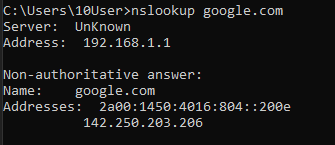 C:\Users\10User>nslookup google.com
Server:  UnKnown
Address:  192.168.1.1

Non-authoritative answer:
Name:    google.com
Addresses:  2a00:1450:4016:804::200e
          142.250.203.206